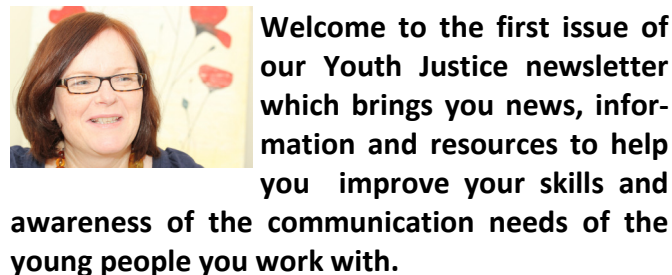 Welcome to the first issue of
our Youth Justice newsletter
which brings you news, infor-
mation and resources to help
you improve your skills and
awareness of the communication needs of the
young people you work with.